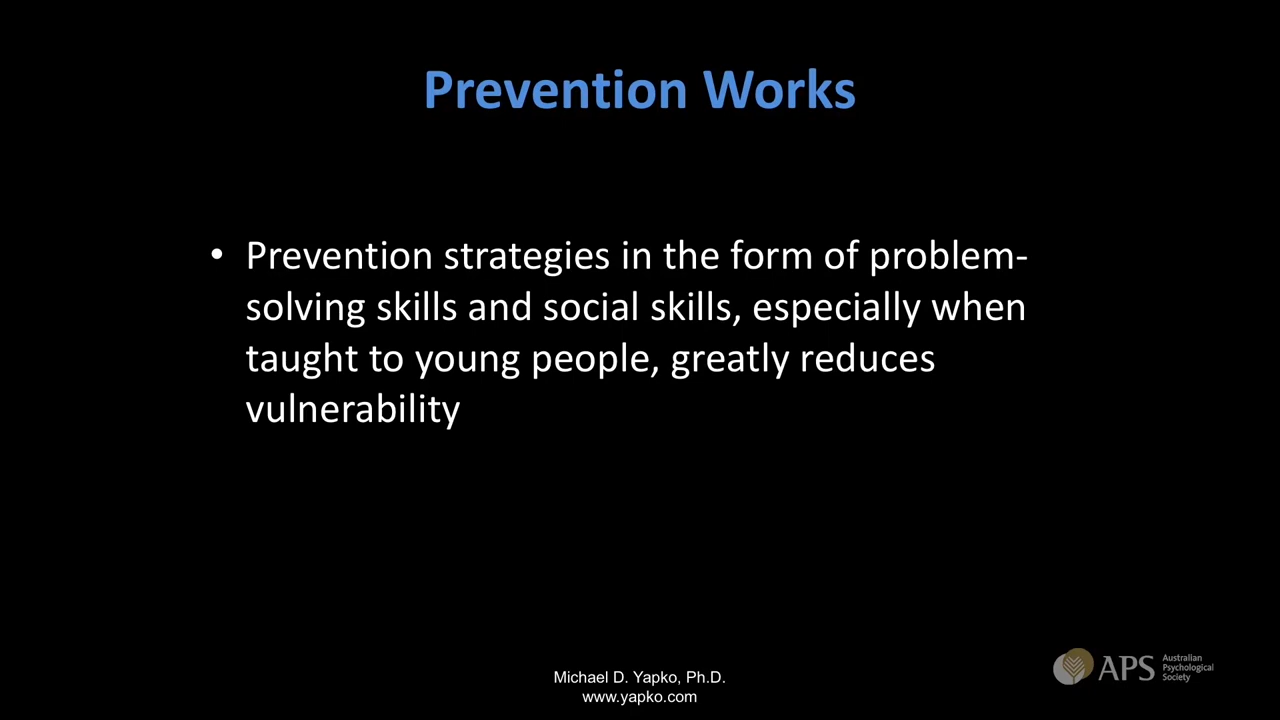 Prevention Works
• Prevention strategies in the form of problem-
solving skills and social skills, especially when
taught to young people, greatly reduces
vulnerability
Michael D. Yapko, Ph.D.
www.yapko.com
APS
Australian
Psychological
Society